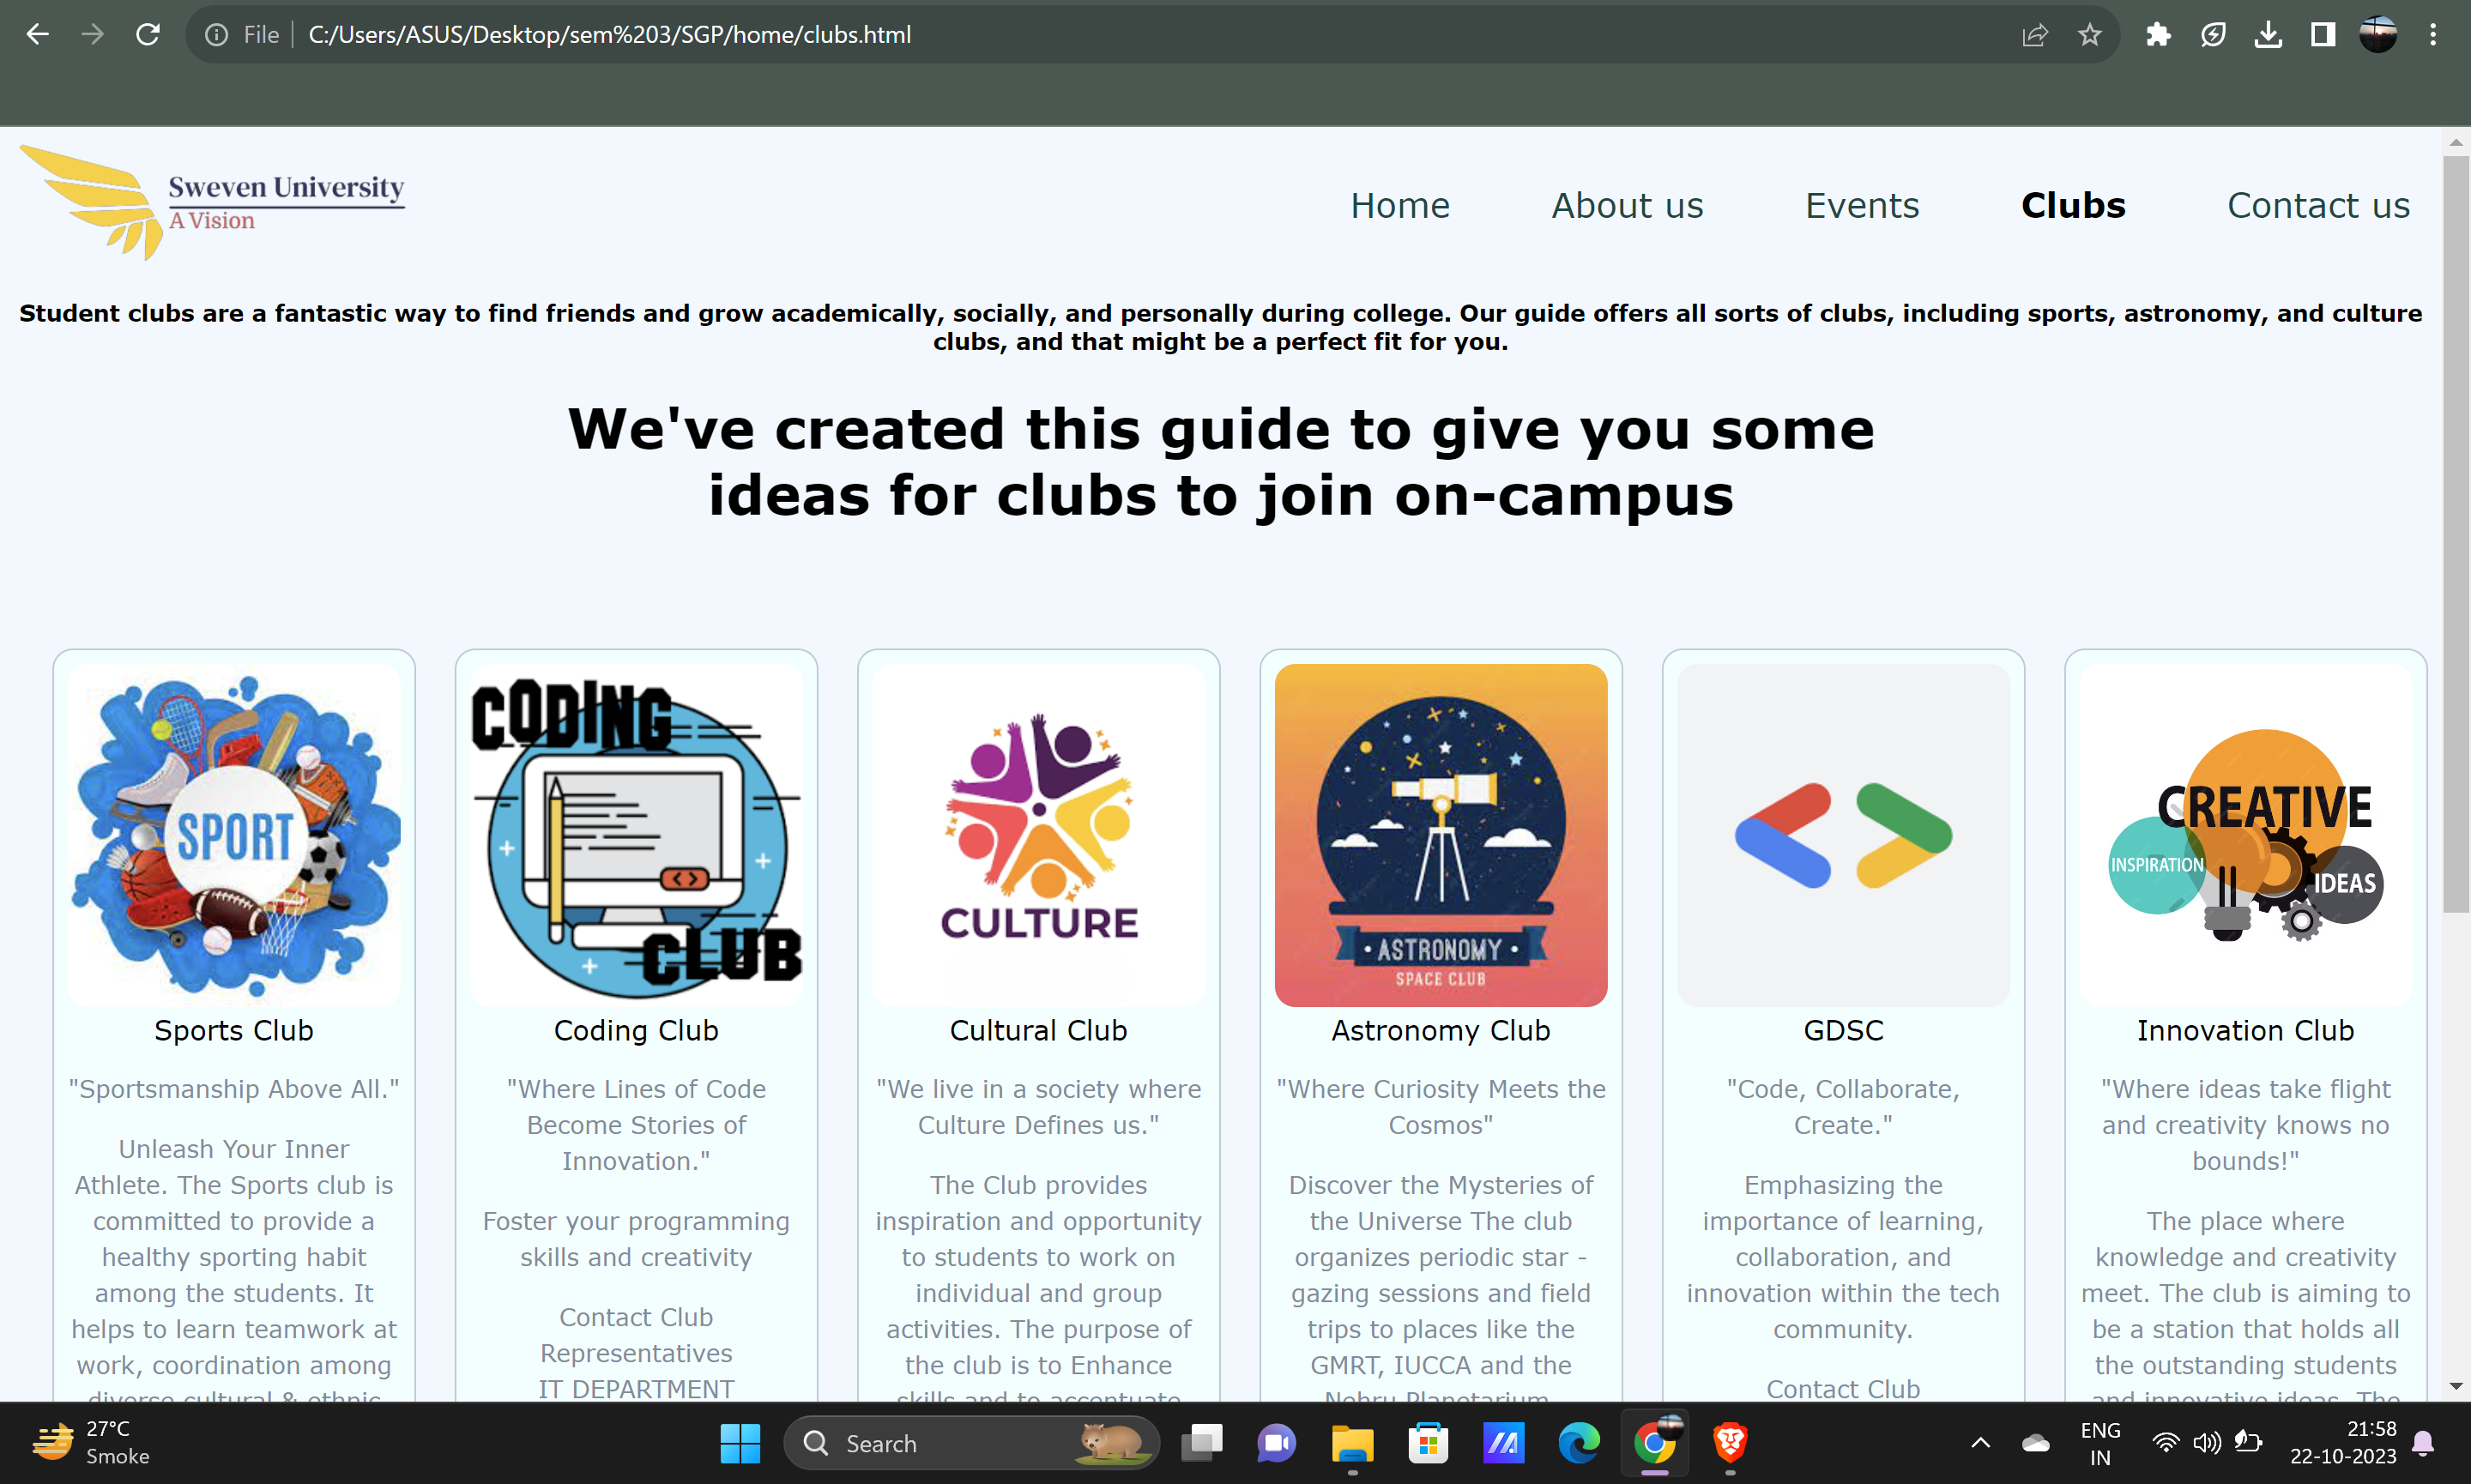 File
C:/Users/ASUS/Desktop/sem%203/SGP/home/clubs.html
Sweven University
A Vision
Home
About us
Events
Clubs
Contact us
Student clubs are a fantastic way to find friends and grow academically, socially, and personally during college. Our guide offers all sorts of clubs, including sports, astronomy, and culture
clubs, and that might be a perfect fit for you.
We've created this guide to give you some
ideas for clubs to join on-campus
SPORT
Sports Club
"Sportsmanship Above All."
Unleash Your Inner
Athlete. The Sports club is
committed to provide a
healthy sporting habit
among the students. It
helps to learn teamwork at
work, coordination among
diverse cultural & ethnic
CODING
CLUB
Coding Club
"Where Lines of Code
Become Stories of
Innovation."
Foster your programming
skills and creativity
Contact Club
Representatives
IT DEPARTMENT
CULTURE
Cultural Club
"We live in a society where
Culture Defines us."
The Club provides
inspiration and opportunity
to students to work on
individual and group
activities. The purpose of
the club is to Enhance
skills and to accentuate
• ASTRONOMY •
SPACE CLUB
Astronomy Club
"Where Curiosity Meets the
Cosmos"
Discover the Mysteries of
the Universe The club
organizes periodic star -
gazing sessions and field
trips to places like the
GMRT, IUCCA and the
Nehru Planetarium
GDSC
"Code, Collaborate,
Create."
Emphasizing the
importance of learning,
collaboration, and
innovation within the tech
community.
Contact Club
CREATIVE
INSPIRATION
IDEAS
Innovation Club
"Where ideas take flight
and creativity knows no
bounds!"
The place where
knowledge and creativity
meet. The club is aiming to
be a station that holds all
the outstanding students
and innovative ideas. The
27°C
Smoke
Search
ENG
IN
21:58
22-10-2023